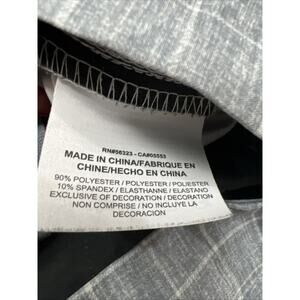 RN#56323 - CA#05553
MADE IN CHINA/FABRIQUE EN
CHINE/HECHO EN CHINA
90% POLYESTER / POLYESTER / POLIESTER
10% SPANDEX / ELASTHANNE / ELASTANO
EXCLUSIVE OF DECORATION / DECORATION
NON COMPRISE / NO INCLUYE LA
DECORACION